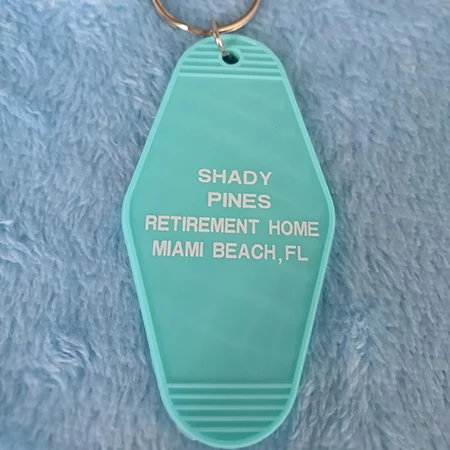 SHADY
PINES
RETIREMENT HOME
MIAMI BEACH, FL